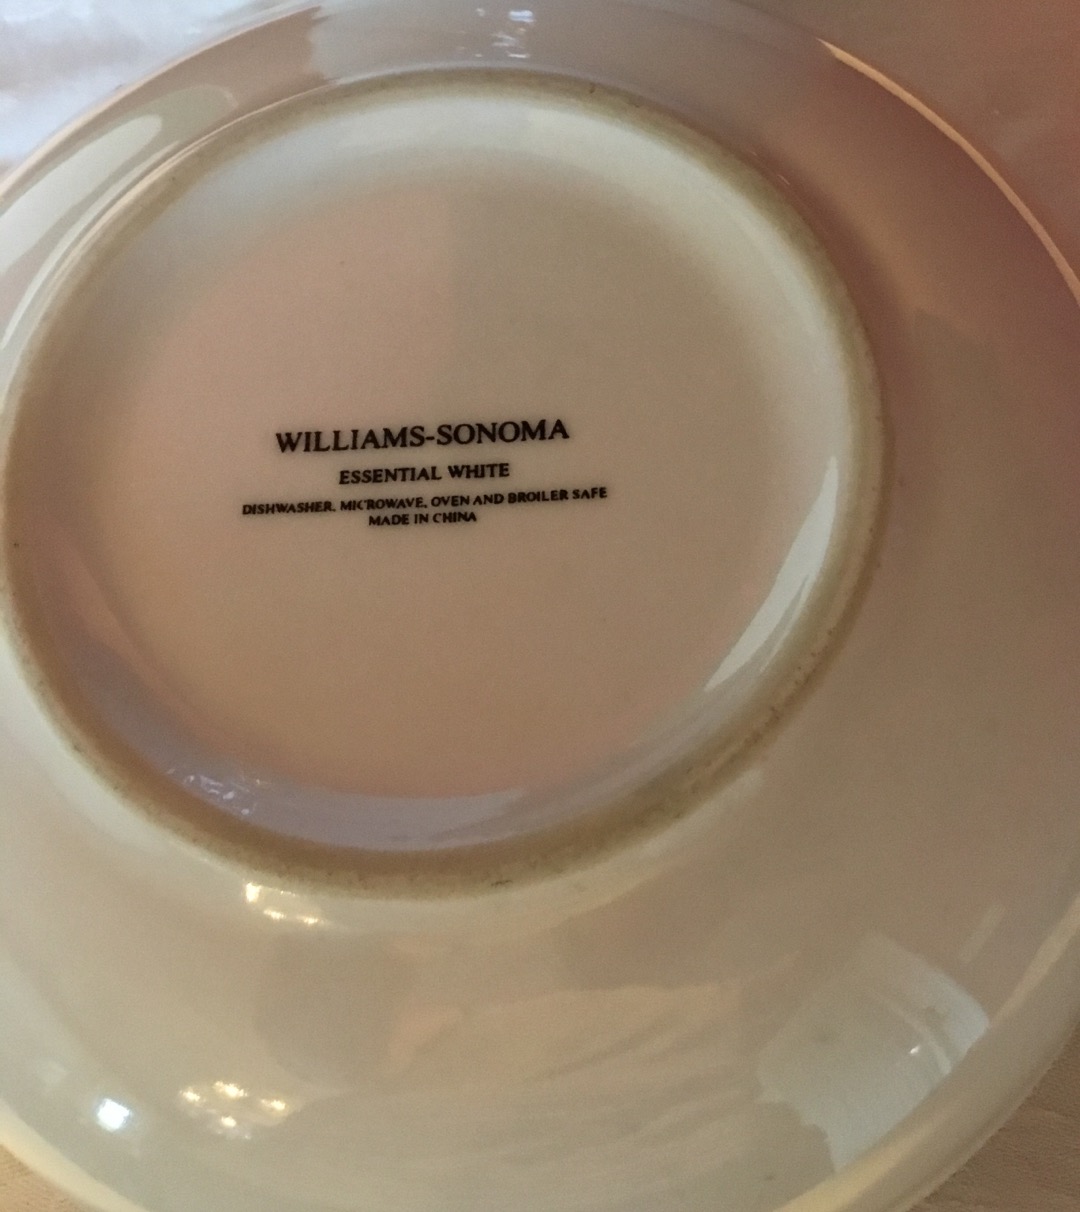 WILLIAMS-SONOMA
ESSENTIAL WHITE
DISHWASHER, MICROWAVE, OVEN AND BROILER SAFE
MADE IN CHINA